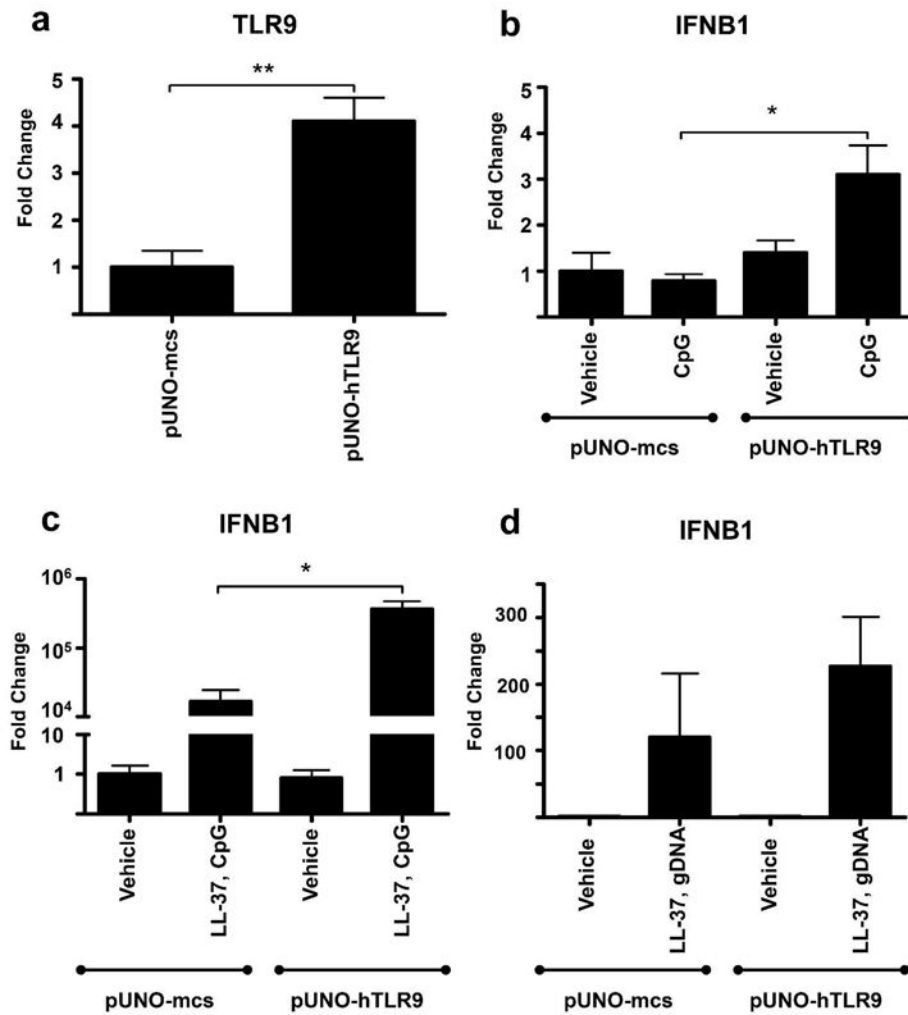 a
TLR9
**
Fold Change
5
4
3
2
1
pUNO-mcs
pUNO-hTLR9
b
IFNB1
*
Fold Change
5
4
3
2
1
Vehicle
CpG
Vehicle
CpG
pUNO-mcs
pUNO-hTLR9
c
IFNB1
*
Fold Change
10⁶
10⁵
10⁴
10
1
Vehicle
LL-37, CpG
Vehicle
LL-37, CpG
pUNO-mcs
pUNO-hTLR9
d
IFNB1
Fold Change
300
200
100
Vehicle
LL-37, gDNA
Vehicle
LL-37, gDNA
pUNO-mcs
pUNO-hTLR9